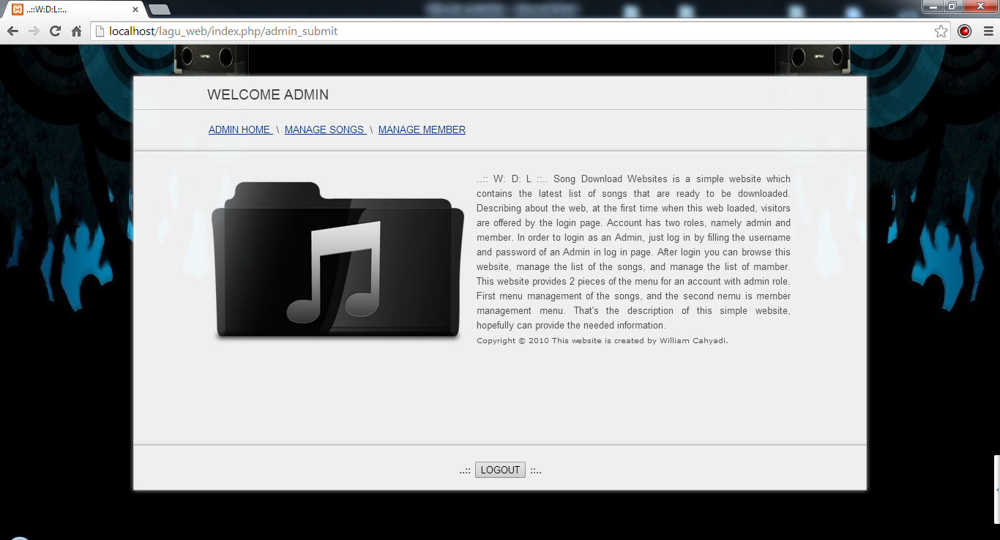 ..::W:D:L::..
localhost/lagu_web/index.php/admin_submit
WELCOME ADMIN
ADMIN HOME \ MANAGE SONGS \ MANAGE MEMBER
..:: W: D: L ::.. Song Download Websites is a simple website which
contains the latest list of songs that are ready to be downloaded.
Describing about the web, at the first time when this web loaded, visitors
are offered by the login page. Account has two roles, namely admin and
member. In order to login as an Admin, just log in by filling the username
and password of an Admin in log in page. After login you can browse this
website, manage the list of the songs, and manage the list of mamber.
This website provides 2 pieces of the menu for an account with admin role.
First menu management of the songs, and the second nemu is member
management menu. That's the description of this simple website,
hopefully can provide the needed information.
Copyright © 2010 This website is created by William Cahyadi.
..:: LOGOUT ::..